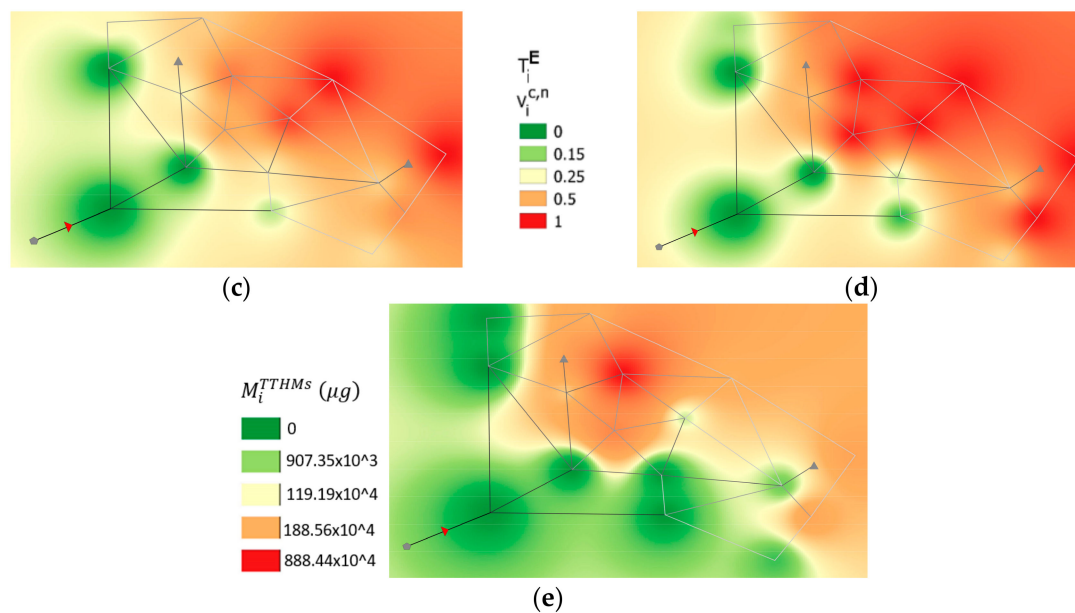 T_i^E
v_i^{c,n}
0
0.15
0.25
0.5
1
(c)
(d)
M_i^{TTHMs} (μg)
0
907.35x10^3
119.19x10^4
188.56x10^4
888.44x10^4
(e)